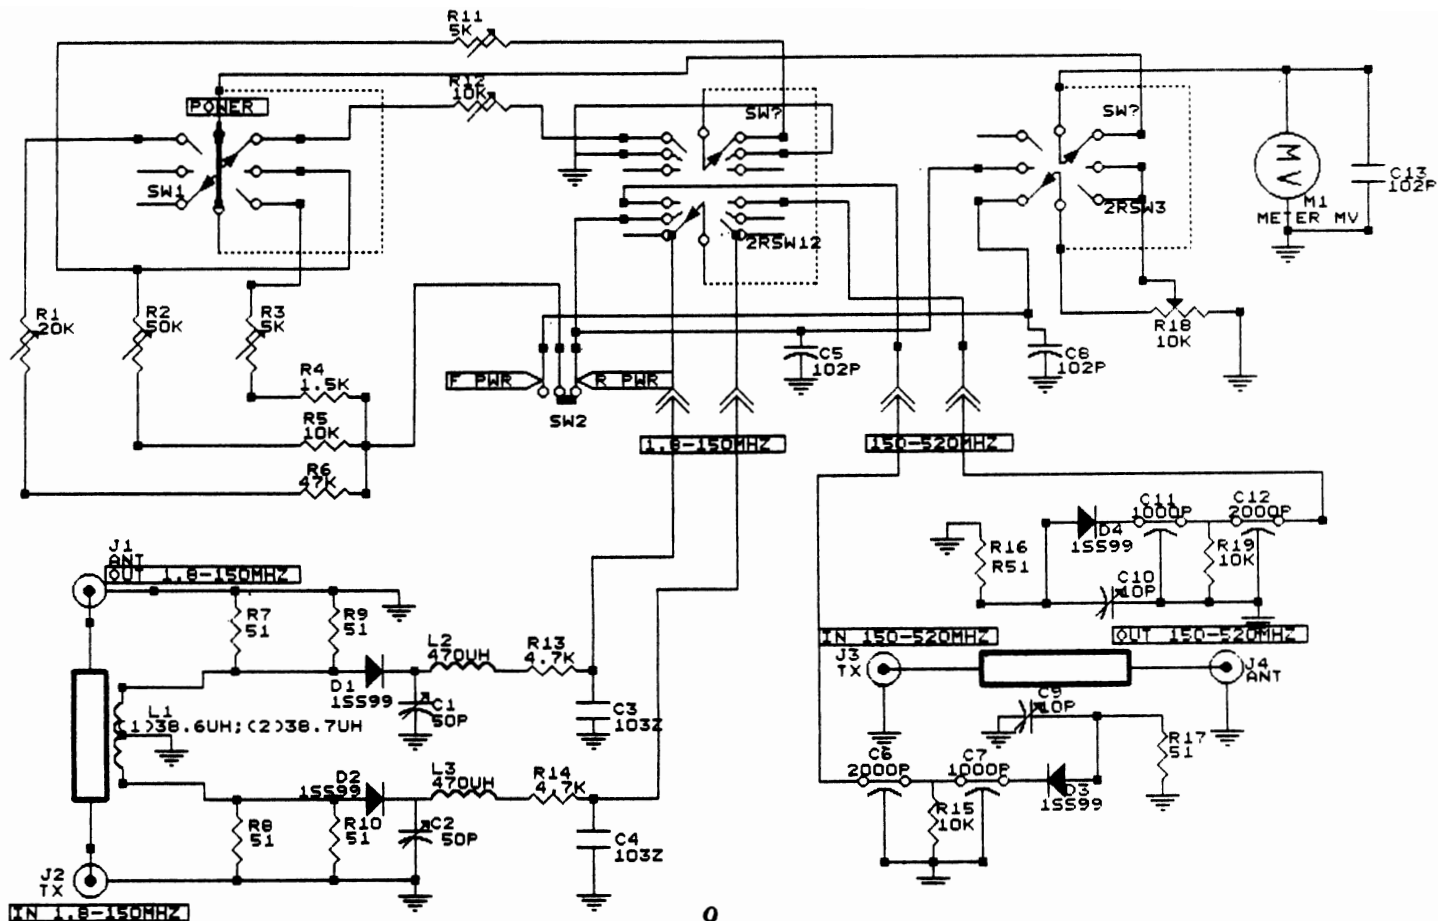 R11
5K
R12
10K
POWER
SW?
SW?
SW1
MV
C13
102P
M1
METER MV
2RSW3
2RSW12
R1
20K
R2
50K
R3
5K
R18
10K
C5
102P
C8
102P
R4
1.5K
F PWR
R PWR
SW2
R5
10K
1.8-150MHZ
150-520MHZ
R6
47K
C11
1000P
C12
2000P
D4
1SS99
R16
R51
R19
10K
J1
ANT
OUT 1.8-150MHZ
C10
10P
R7
51
R9
51
L2
470UH
R13
4.7K
IN 150-520MHZ
OUT 150-520MHZ
J3
TX
J4
ANT
D1
1SS99
C1
50P
C3
103Z
L1
(1)38.6UH;(2)38.7UH
C9
10P
R17
51
C6
2000P
C7
1000P
L3
470UH
R14
4.7K
D2
1SS99
D3
1SS99
R15
10K
R8
51
R10
51
C2
50P
C4
103Z
J2
TX
IN 1.8-150MHZ
9